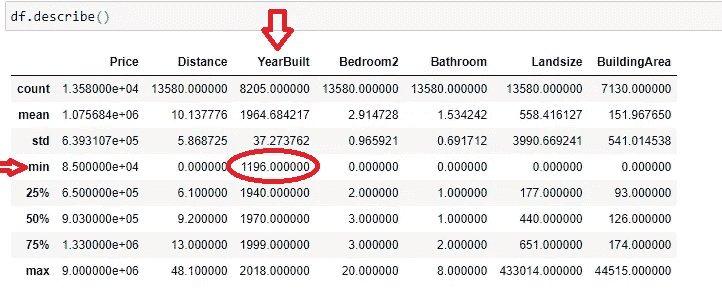 df.describe()
Price Distance YearBuilt Bedroom2 Bathroom Landsize BuildingArea
count 1.358000e+04 13580.000000 8205.000000 13580.000000 13580.000000 13580.000000 7130.000000
mean 1.075684e+06 10.137776 1964.684217 2.914728 1.534242 558.416127 151.967650
std 6.393107e+05 5.868725 37.273762 0.965921 0.691712 3990.669241 541.014538
min 8.500000e+04 0.000000 1196.000000 0.000000 0.000000 0.000000 0.000000
25% 6.500000e+05 6.100000 1940.000000 2.000000 1.000000 177.000000 93.000000
50% 9.030000e+05 9.200000 1970.000000 3.000000 1.000000 440.000000 126.000000
75% 1.330000e+06 13.000000 1999.000000 3.000000 2.000000 651.000000 174.000000
max 9.000000e+06 48.100000 2018.000000 20.000000 8.000000 433014.000000 44515.000000